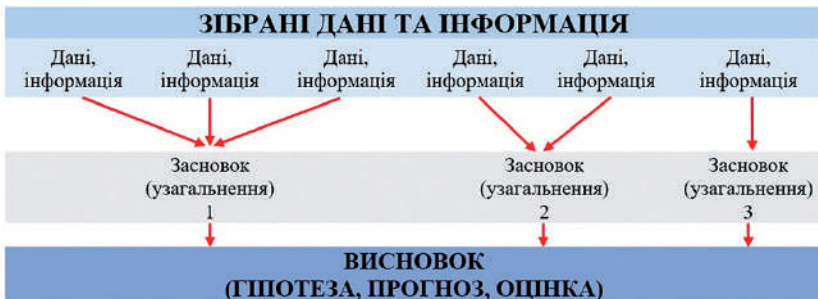 ЗІБРАНІ ДАНІ ТА ІНФОРМАЦІЯ
Дані, інформація
Дані, інформація
Дані, інформація
Дані, інформація
Дані, інформація
Дані, інформація
Засновок
(узагальнення)
1
Засновок
(узагальнення)
2
Засновок
(узагальнення)
3
ВИСНОВОК
(ГІПОТЕЗА, ПРОГНОЗ, ОЦІНКА)